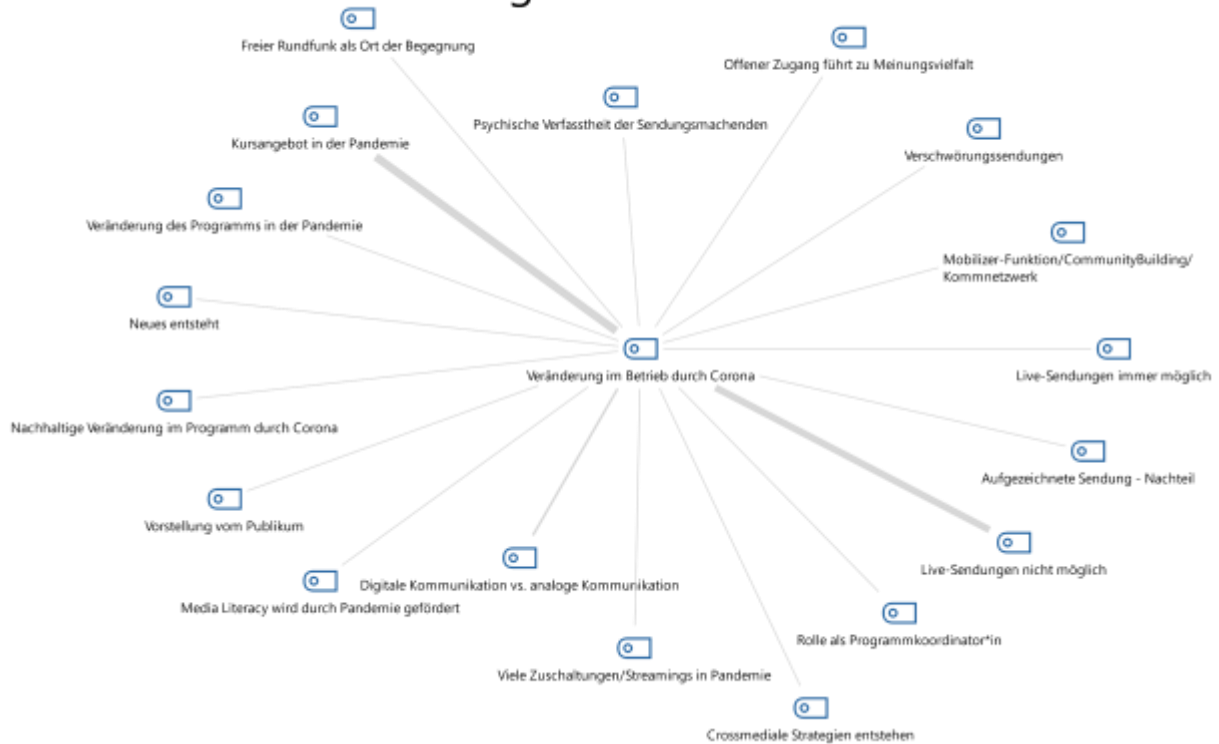 g
Freier Rundfunk als Ort der Begegnung
Offener Zugang führt zu Meinungsvielfalt
Psychische Verfasstheit der Sendungsmachenden
Kursangebot in der Pandemie
Verschwörungssendungen
Veränderung des Programms in der Pandemie
Mobilizer-Funktion/CommunityBuilding/
Kommnetzwerk
Neues entsteht
Veränderung im Betrieb durch Corona
Live-Sendungen immer möglich
Nachhaltige Veränderung im Programm durch Corona
Aufgezeichnete Sendung - Nachteil
Vorstellung vom Publikum
Live-Sendungen nicht möglich
Digitale Kommunikation vs. analoge Kommunikation
Media Literacy wird durch Pandemie gefördert
Rolle als Programmkoordinator*in
Viele Zuschaltungen/Streamings in Pandemie
Crossmediale Strategien entstehen